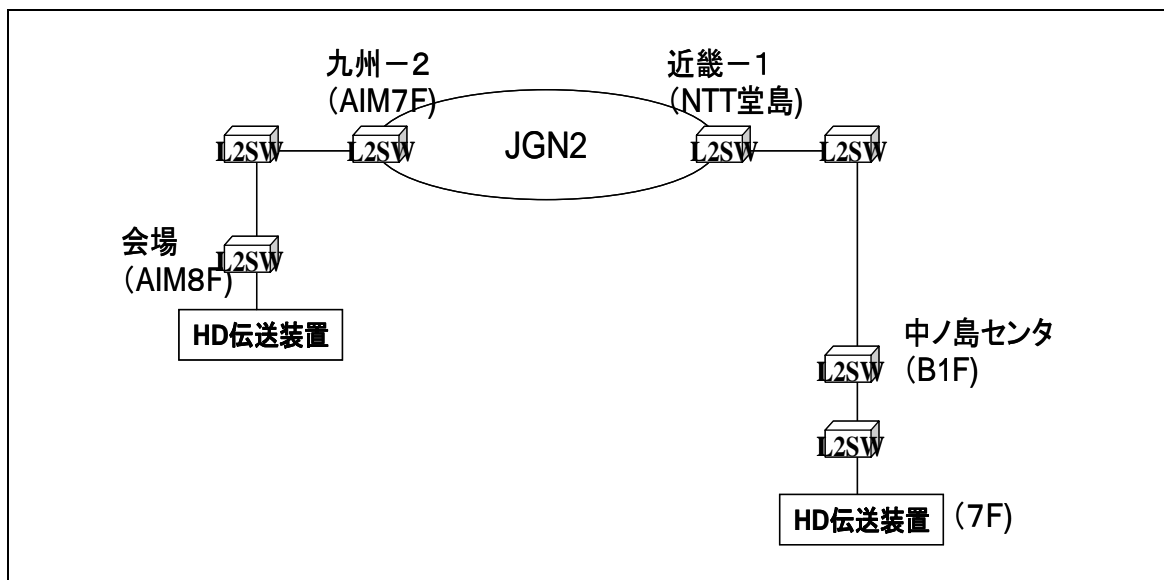 九州－2
（AIM7F)
近畿－1
(NTT堂島)
L2SW
L2SW
JGN2
L2SW
L2SW
会場
（AIM8F)
L2SW
HD伝送装置
中ノ島センタ
（B1F)
L2SW
L2SW
HD伝送装置
（7F)